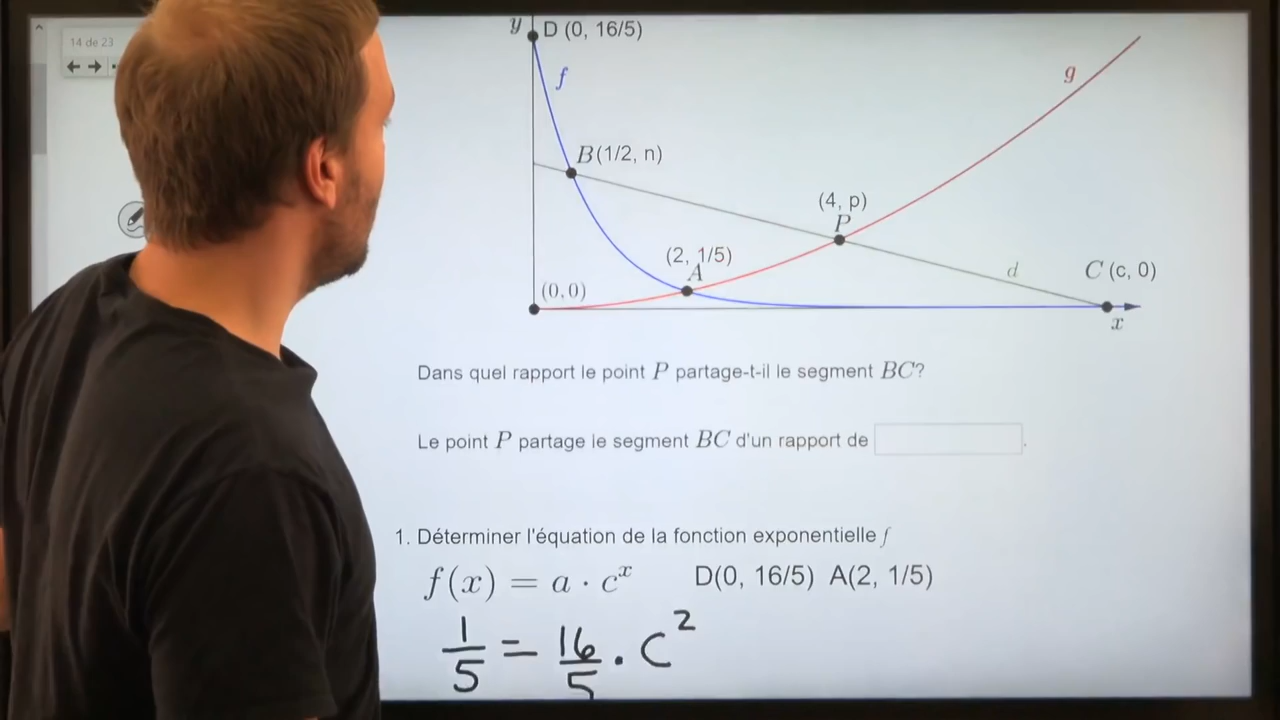 14 de 23
y D (0, 16/5)
f
g
B(1/2, n)
(4, p)
P
(2, 1/5)
A
d
C (c, 0)
(0,0)
x
Dans quel rapport le point P partage-t-il le segment BC?
Le point P partage le segment BC d'un rapport de .
1. Déterminer l'équation de la fonction exponentielle f
f(x) = a · cˣ D(0, 16/5) A(2, 1/5)
1/5 = 16/5 · C²